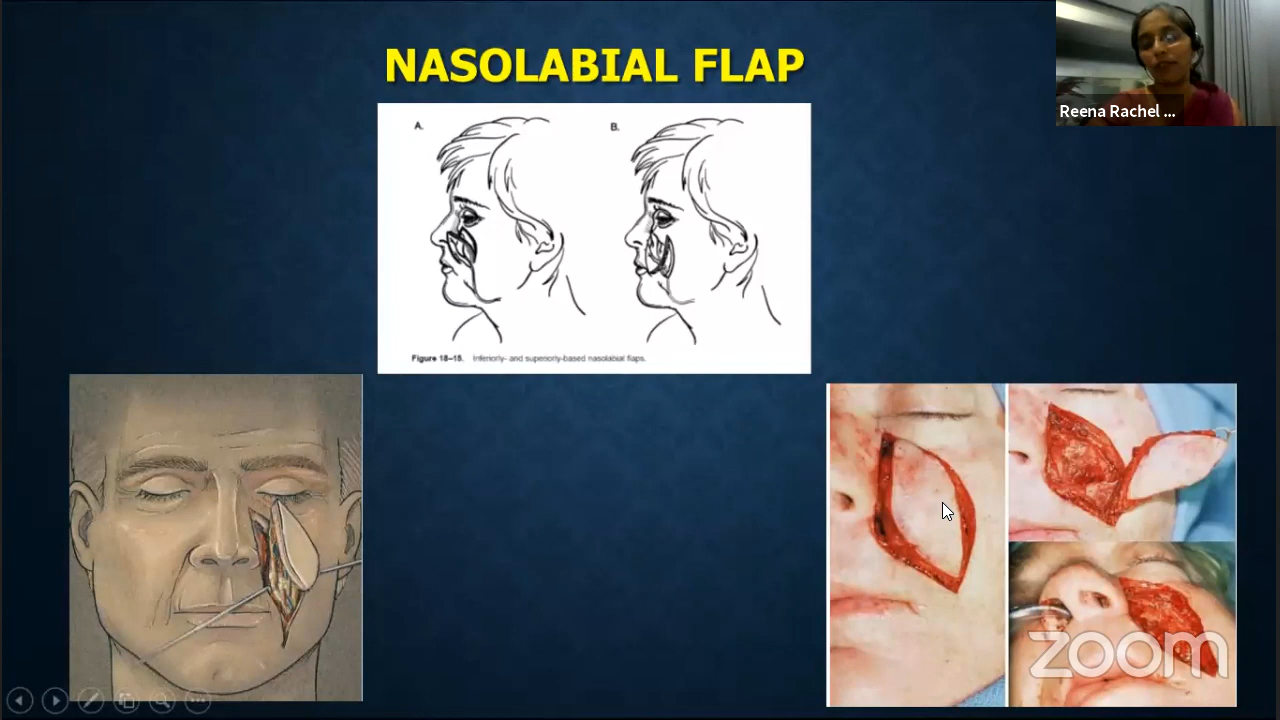 NASOLABIAL FLAP
Reena Rachel ...
A.
B.
Figure 18–15. Inferiorly- and superiorly-based nasolabial flaps.
zoom